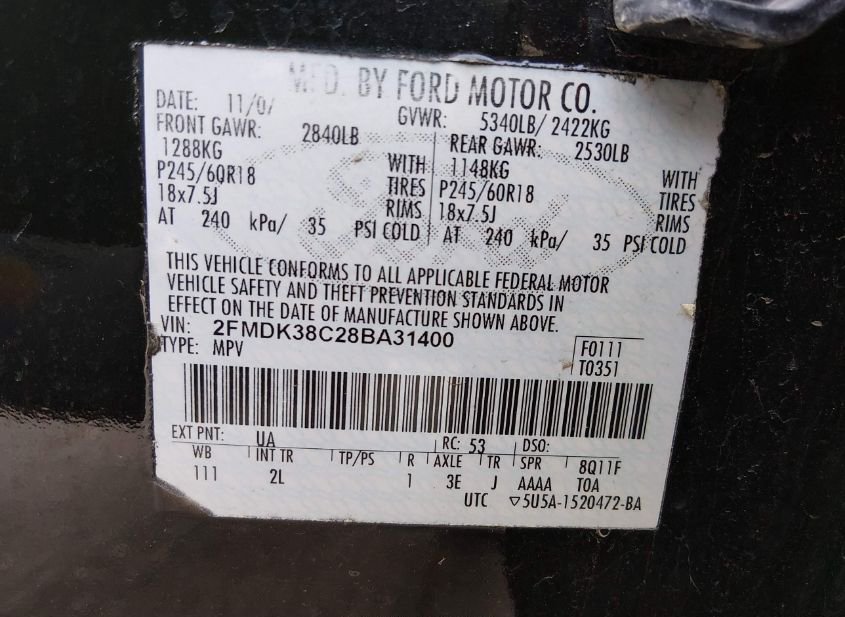 MFD. BY FORD MOTOR CO.
DATE: 11/07 GVWR: 5340LB/ 2422KG
FRONT GAWR: 2840LB REAR GAWR: 2530LB
1288KG WITH 1148KG WITH
P245/60R18 TIRES P245/60R18 TIRES
18x7.5J RIMS 18x7.5J RIMS
AT 240 kPa/ 35 PSI COLD AT 240 kPa/ 35 PSI COLD
THIS VEHICLE CONFORMS TO ALL APPLICABLE FEDERAL MOTOR
VEHICLE SAFETY AND THEFT PREVENTION STANDARDS IN
EFFECT ON THE DATE OF MANUFACTURE SHOWN ABOVE.
VIN: 2FMDK38C28BA31400
TYPE: MPV F0111
T0351
EXT PNT: UA RC: 53 DSO:
WB INT TR TP/PS R AXLE TR SPR 8Q11F
111 2L 1 3E J AAAA TOA
UTC ▽5U5A-1520472-BA